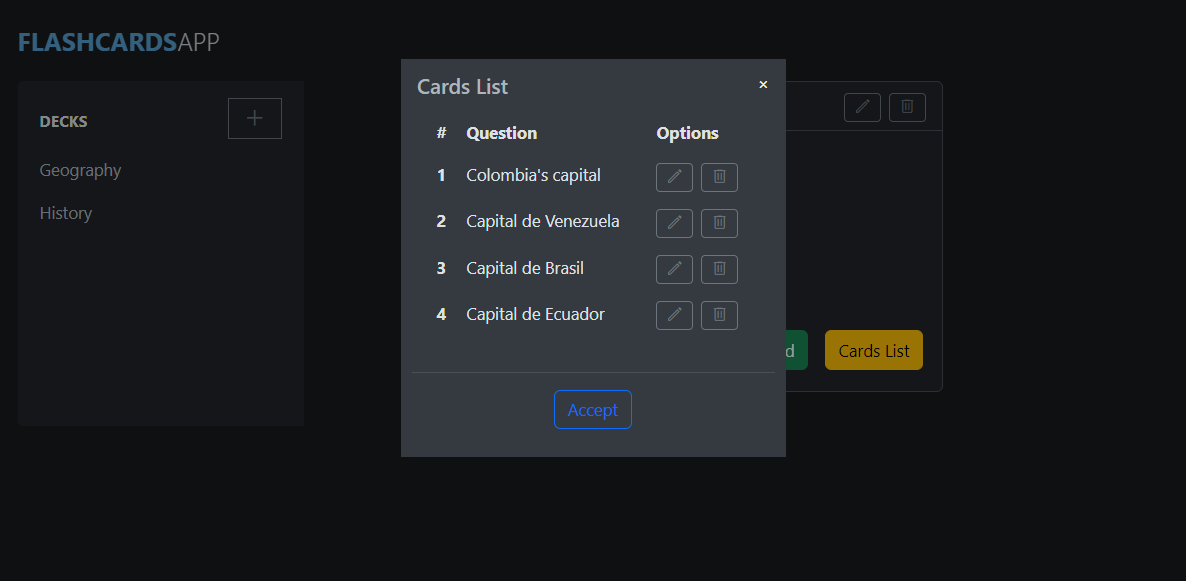 FLASHCARDSAPP
DECKS
Geography
History
Cards List
×
# Question Options
1 Colombia's capital
2 Capital de Venezuela
3 Capital de Brasil
4 Capital de Ecuador
Accept
d
Cards List